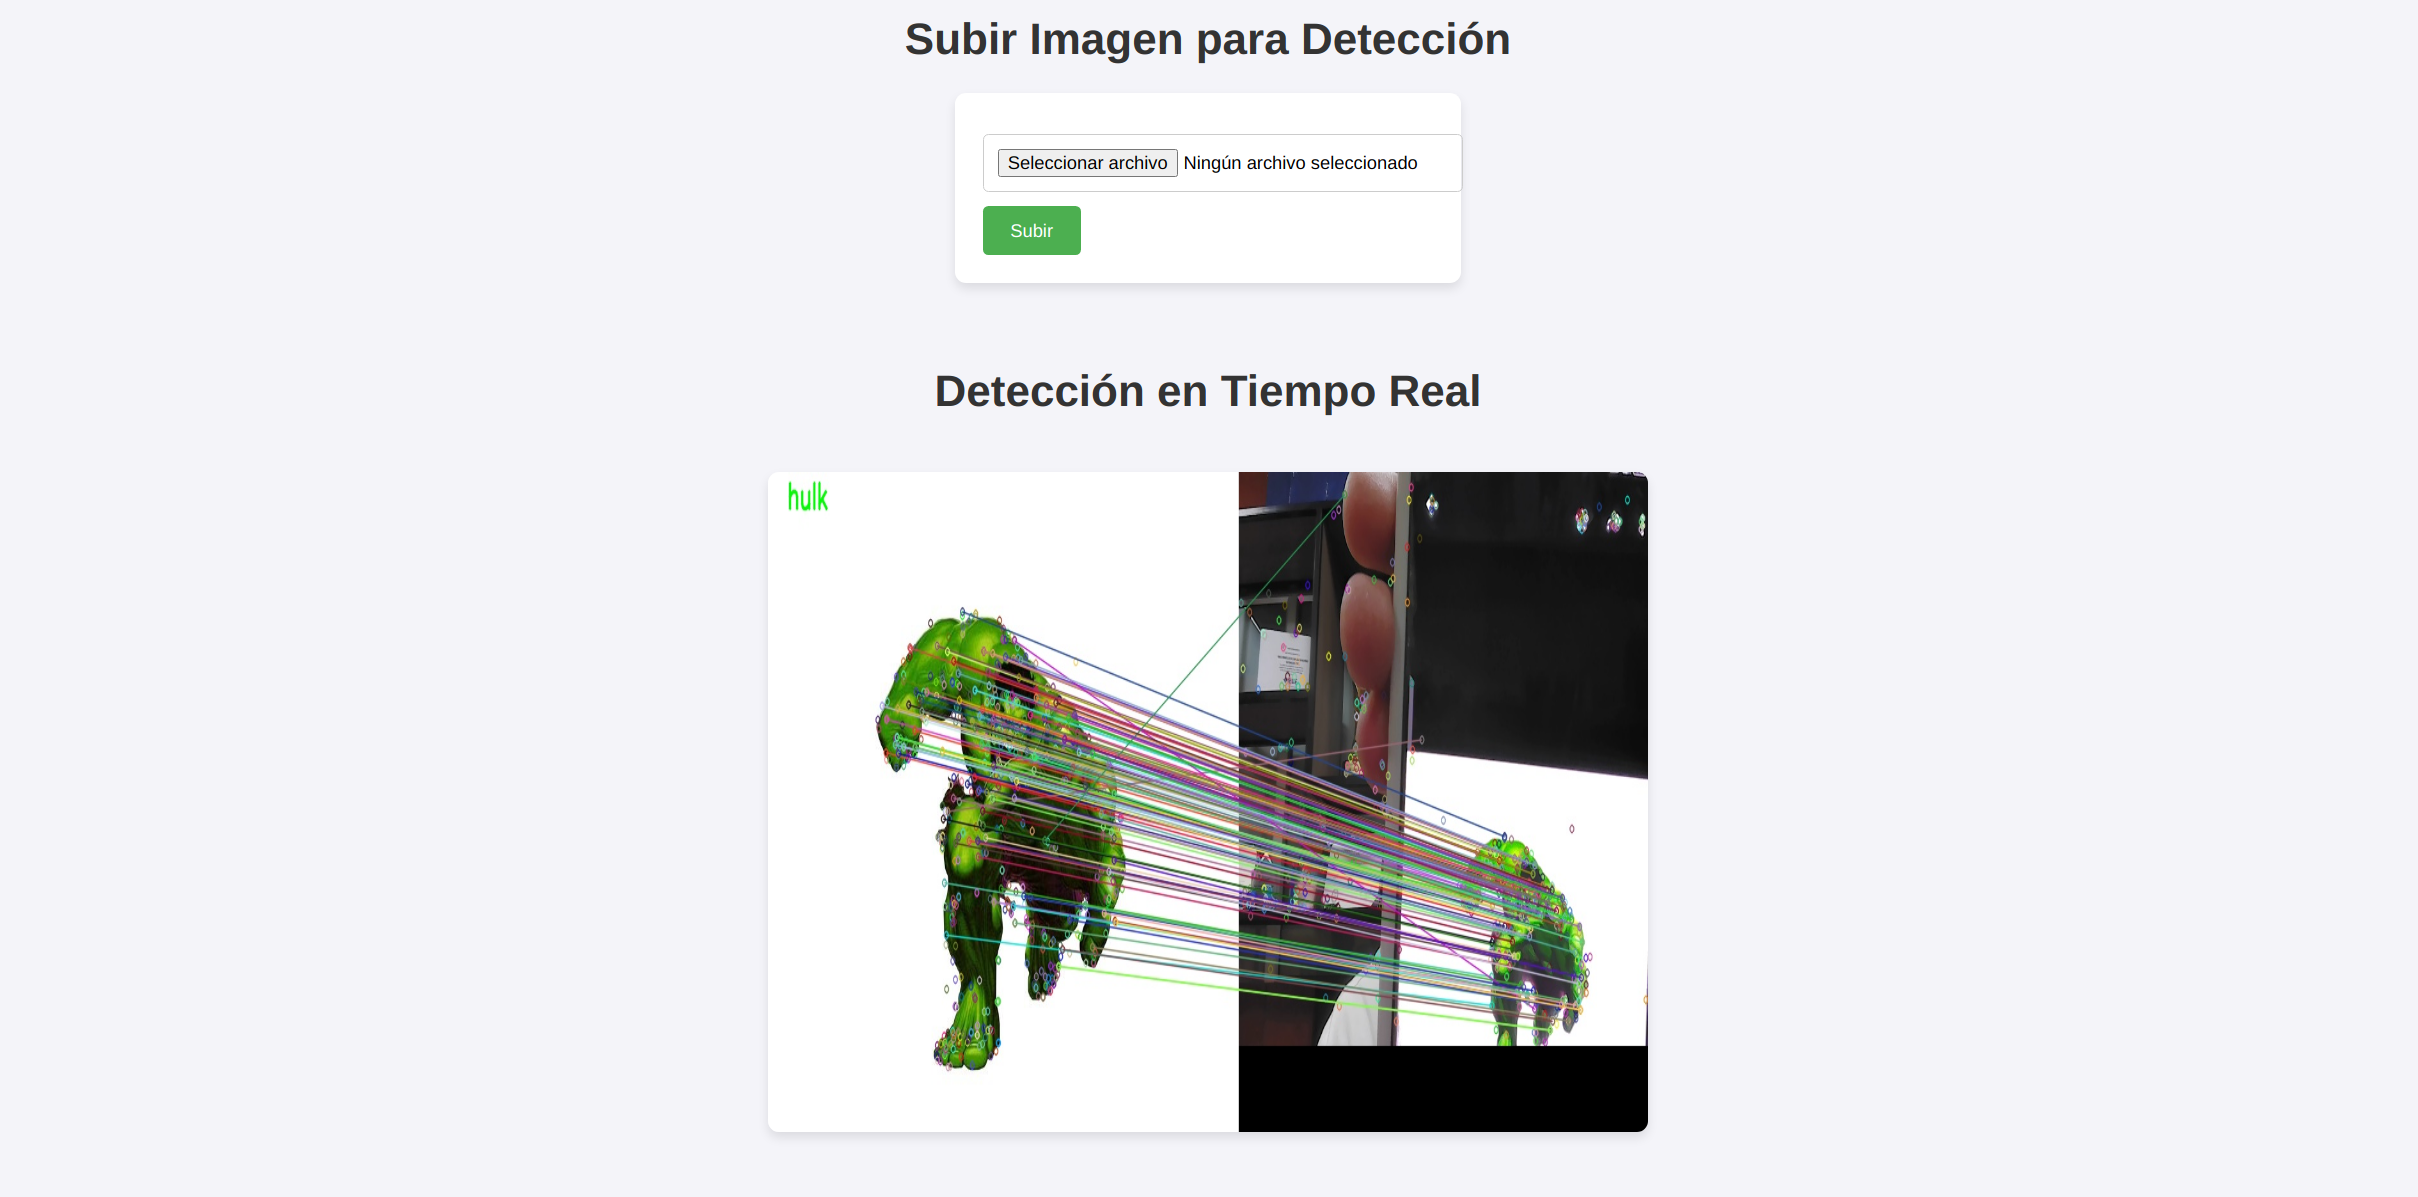 Subir Imagen para Detección
Seleccionar archivo Ningún archivo seleccionado
Subir
Detección en Tiempo Real
hulk